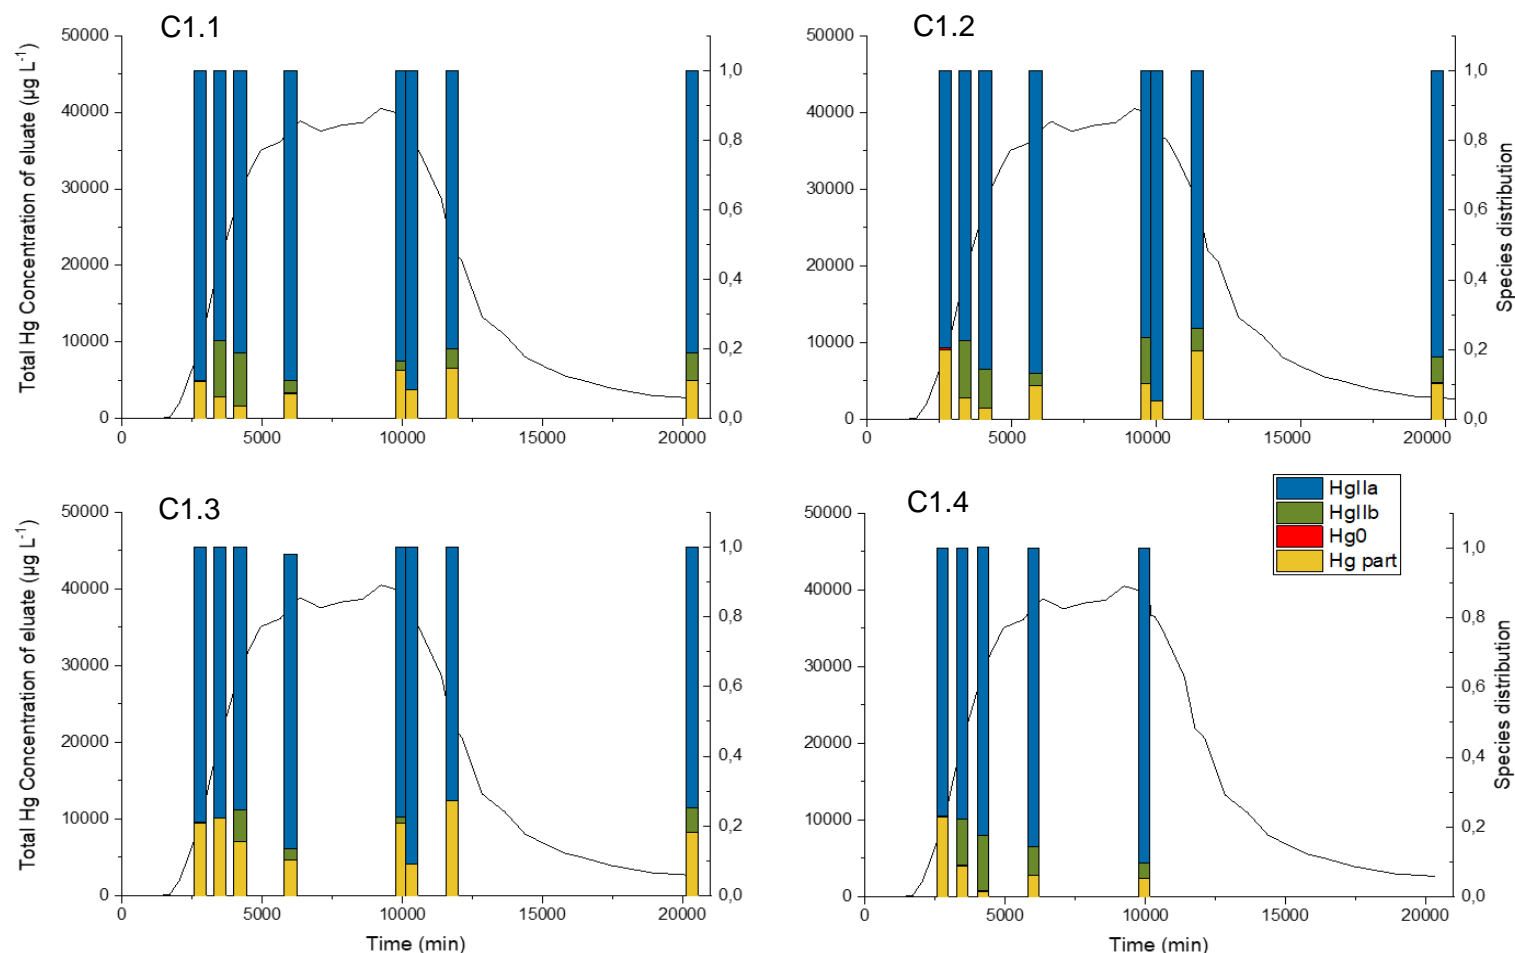 C1.1
50000
40000
30000
20000
10000
0
1,0
0,8
0,6
0,4
0,2
0,0
0 5000 10000 15000 20000
Total Hg Concentration of eluate (µg L-1)
C1.2
50000
40000
30000
20000
10000
0
1,0
0,8
0,6
0,4
0,2
0,0
0 5000 10000 15000 20000
Species distribution
C1.3
50000
40000
30000
20000
10000
0
1,0
0,8
0,6
0,4
0,2
0,0
0 5000 10000 15000 20000
Total Hg Concentration of eluate (µg L-1)
Time (min)
C1.4
HgIIa
HgIIb
Hg0
Hg part
50000
40000
30000
20000
10000
0
1,0
0,8
0,6
0,4
0,2
0,0
0 5000 10000 15000 20000
Species distribution
Time (min)